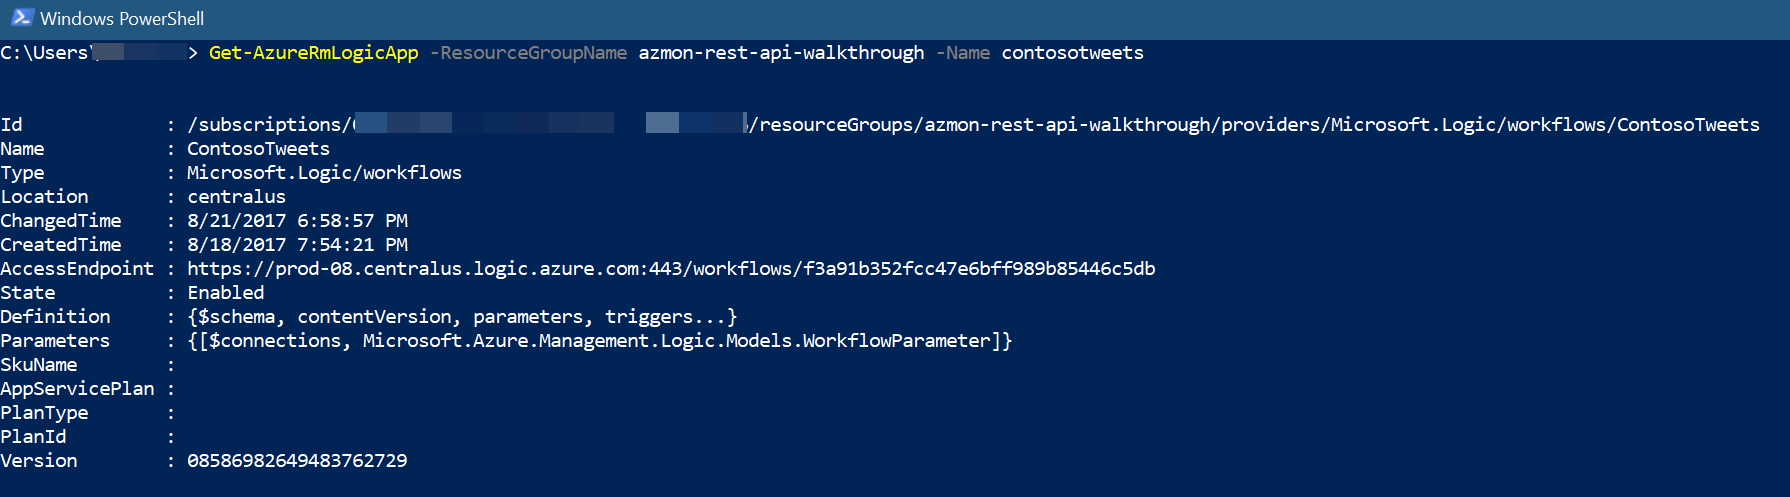 Windows PowerShell
C:\Users\ > Get-AzureRmLogicApp -ResourceGroupName azmon-rest-api-walkthrough -Name contosotweets
Id : /subscriptions/ /resourceGroups/azmon-rest-api-walkthrough/providers/Microsoft.Logic/workflows/ContosoTweets
Name : ContosoTweets
Type : Microsoft.Logic/workflows
Location : centralus
ChangedTime : 8/21/2017 6:58:57 PM
CreatedTime : 8/18/2017 7:54:21 PM
AccessEndpoint : https://prod-08.centralus.logic.azure.com:443/workflows/f3a91b352fcc47e6bff989b85446c5db
State : Enabled
Definition : {$schema, contentVersion, parameters, triggers...}
Parameters : {[$connections, Microsoft.Azure.Management.Logic.Models.WorkflowParameter]}
SkuName :
AppServicePlan :
PlanType :
PlanId :
Version : 08586982649483762729